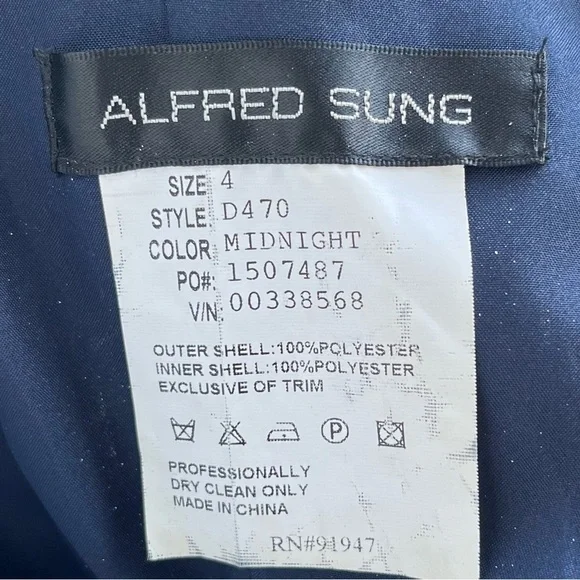 ALFRED SUNG
SIZE: 4
STYLE: D470
COLOR: MIDNIGHT
PO#: 1507487
V/N: 00338568
OUTER SHELL:100%POLYESTER
INNER SHELL:100%POLYESTER
EXCLUSIVE OF TRIM
P
PROFESSIONALLY
DRY CLEAN ONLY
MADE IN CHINA
RN#91947